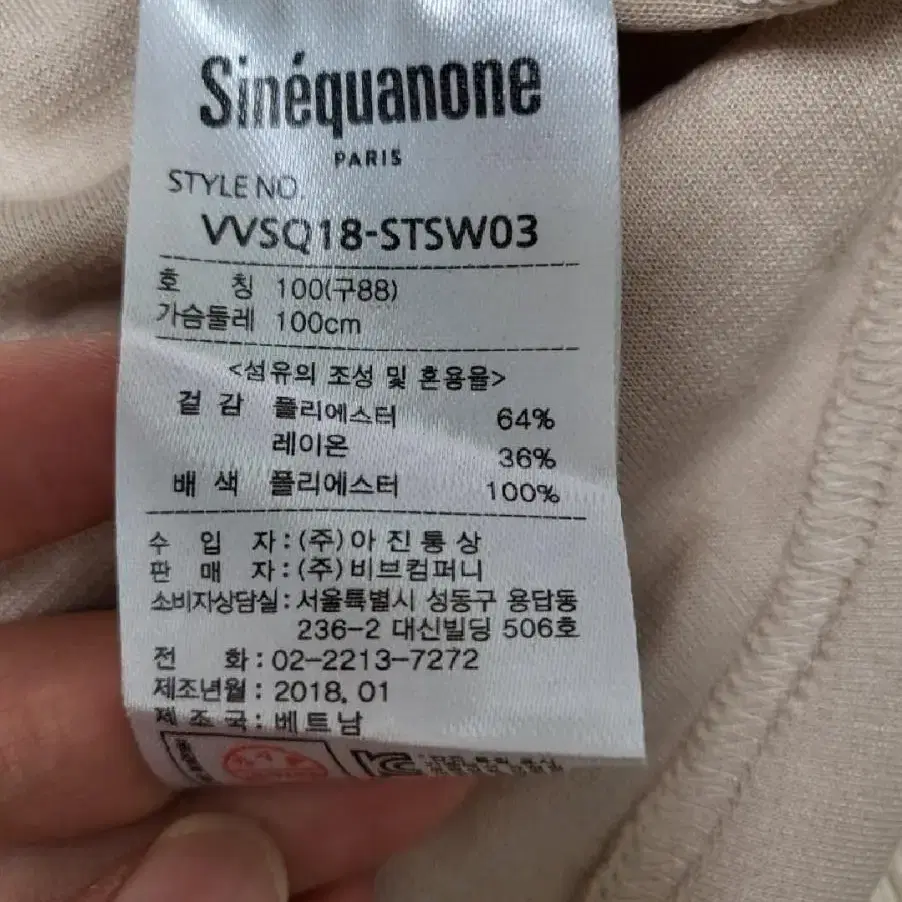 Sinéquanone
PARIS
STYLE NO.
VVSQ18-STSW03
호 칭 100(구88)
가슴둘레 100cm
<섬유의 조성 및 혼용율>
겉 감 폴리에스터 64%
레이온 36%
배 색 폴리에스터 100%
수 입 자 : (주)아진통상
판 매 자 : (주)비브컴퍼니
소비자상담실 : 서울특별시 성동구 용답동
236-2 대신빌딩 506호
전 화 : 02-2213-7272
제조년월 : 2018. 01
제 조 국 : 베트남